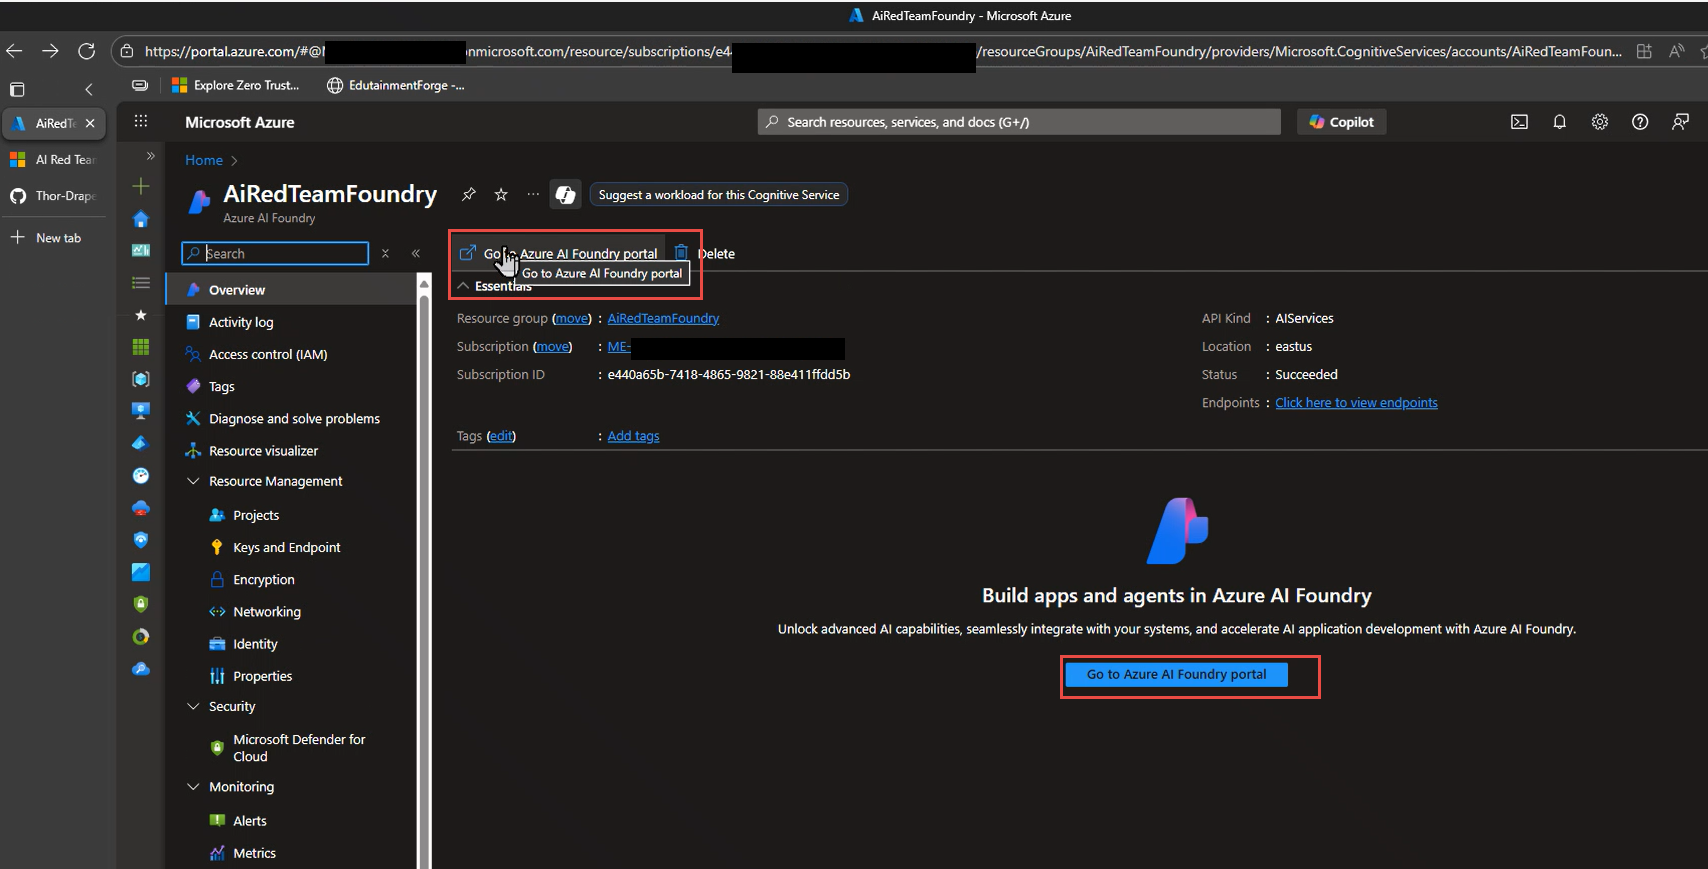 AiRedTeamFoundry - Microsoft Azure
https://portal.azure.com/#@ onmicrosoft.com/resource/subscriptions/e4 /resourceGroups/AiRedTeamFoundry/providers/Microsoft.CognitiveServices/accounts/AiRedTeamFoun...
Explore Zero Trust...
EdutainmentForge -...
AiRedTe
AI Red Tean
Thor-Drape
New tab
Microsoft Azure
Search resources, services, and docs (G+/)
Copilot
Home >
AiRedTeamFoundry
Azure AI Foundry
Suggest a workload for this Cognitive Service
Search
Overview
Activity log
Access control (IAM)
Tags
Diagnose and solve problems
Resource visualizer
Resource Management
Projects
Keys and Endpoint
Encryption
Networking
Identity
Properties
Security
Microsoft Defender for
Cloud
Monitoring
Alerts
Metrics
Go to Azure AI Foundry portal
Delete
Go to Azure AI Foundry portal
Essentials
Resource group (move) : AiRedTeamFoundry
Subscription (move) : ME-
Subscription ID : e440a65b-7418-4865-9821-88e411ffdd5b
Tags (edit) : Add tags
API Kind : AIServices
Location : eastus
Status : Succeeded
Endpoints : Click here to view endpoints
Build apps and agents in Azure AI Foundry
Unlock advanced AI capabilities, seamlessly integrate with your systems, and accelerate AI application development with Azure AI Foundry.
Go to Azure AI Foundry portal